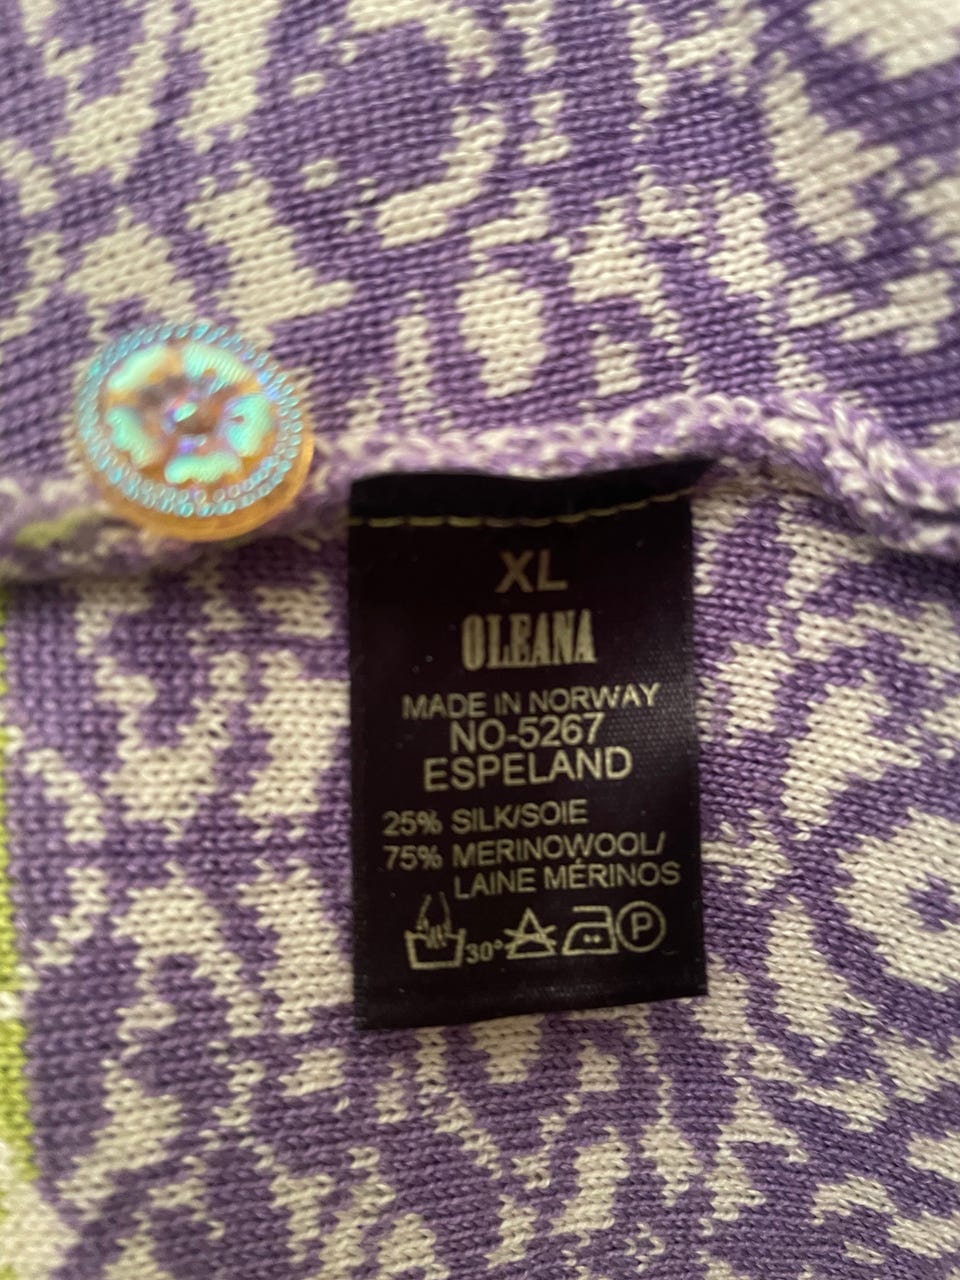 XL
OLEANA
MADE IN NORWAY
NO-5267
ESPELAND
25% SILK/SOIE
75% MERINOWOOL/
LAINE MÉRINOS
30° P